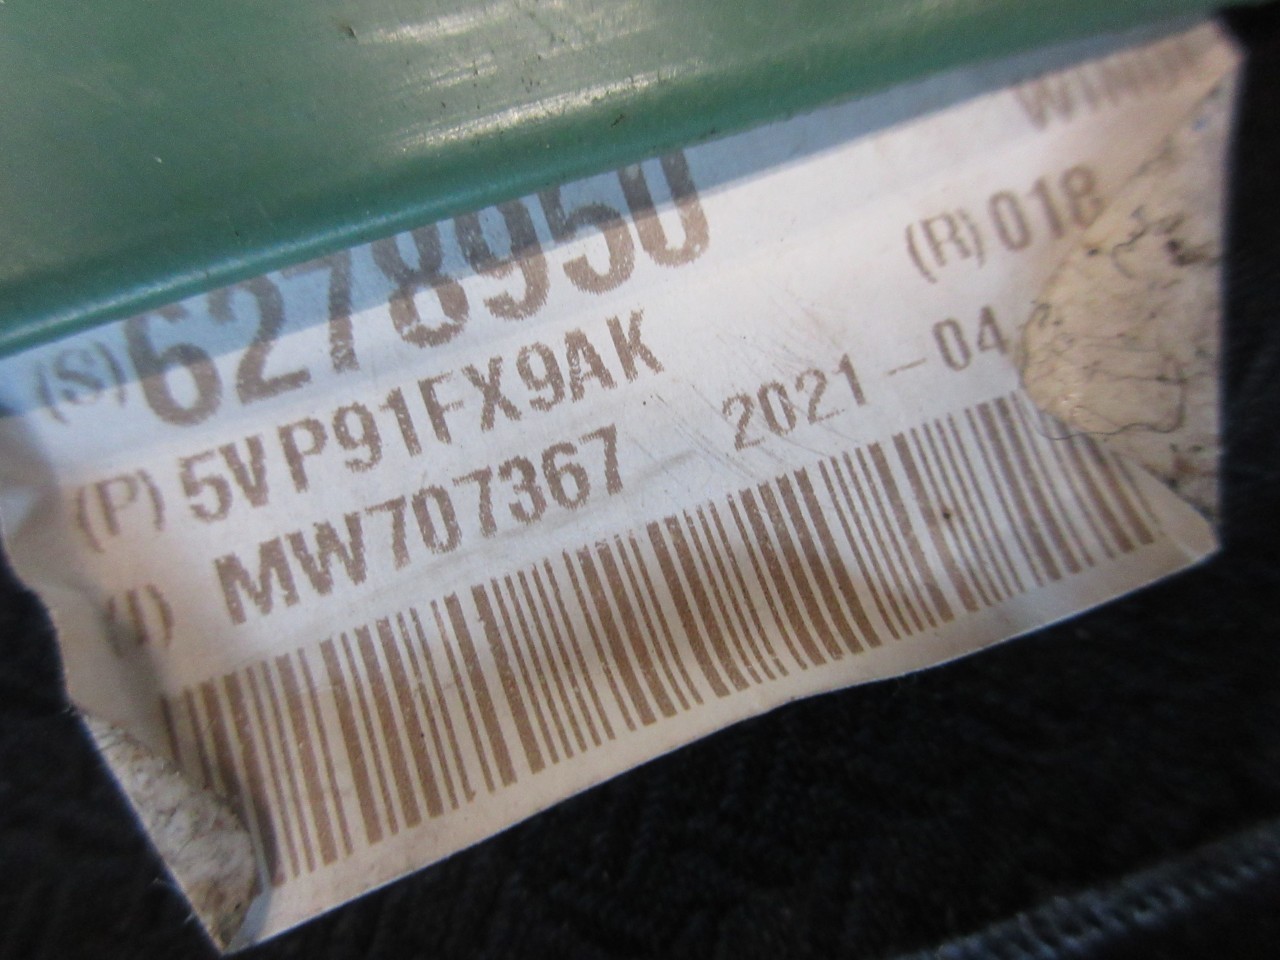 (R) 018
(S) 6278950
(P) 5VP91FX9AK
(I) MW707367 2021-04